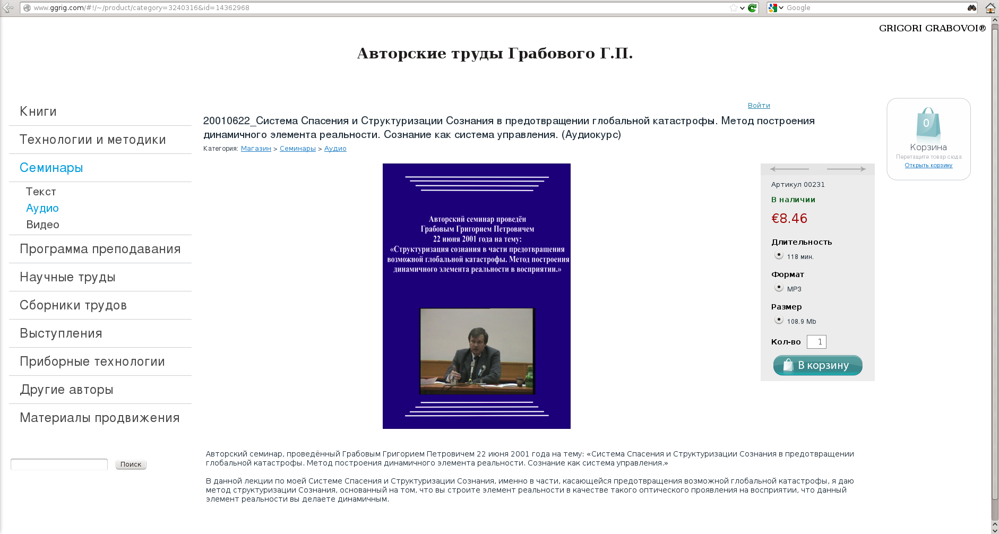 www.ggrig.com/#!/~/product/category=3240316&id=14362968
Google
GRIGORI GRABOVOI®
Авторские труды Грабового Г.П.
Книги
Технологии и методики
Семинары
Текст
Аудио
Видео
Программа преподавания
Научные труды
Сборники трудов
Выступления
Приборные технологии
Другие авторы
Материалы продвижения
Поиск
Войти
20010622_Система Спасения и Структуризации Сознания в предотвращении глобальной катастрофы. Метод построения
динамичного элемента реальности. Сознание как система управления. (Аудиокурс)
Категория: Магазин > Семинары > Аудио
Авторский семинар проведён
Грабовым Григорием Петровичем
22 июня 2001 года на тему:
«Структуризация сознания в части предотвращения
возможной глобальной катастрофы. Метод построения
динамичного элемента реальности в восприятии.»
Артикул 00231
В наличии
€8.46
Длительность
118 мин.
Формат
MP3
Размер
108.9 Mb
Кол-во 1
В корзину
0
Корзина
Перетащите товар сюда
Открыть корзину
Авторский семинар, проведённый Грабовым Григорием Петровичем 22 июня 2001 года на тему: «Система Спасения и Структуризации Сознания в предотвращении
глобальной катастрофы. Метод построения динамичного элемента реальности. Сознание как система управления.»
В данной лекции по моей Системе Спасения и Структуризации Сознания, именно в части, касающейся предотвращения возможной глобальной катастрофы, я даю
метод структуризации Сознания, основанный на том, что вы строите элемент реальности в качестве такого оптического проявления на восприятии, что данный
элемент реальности вы делаете динамичным.